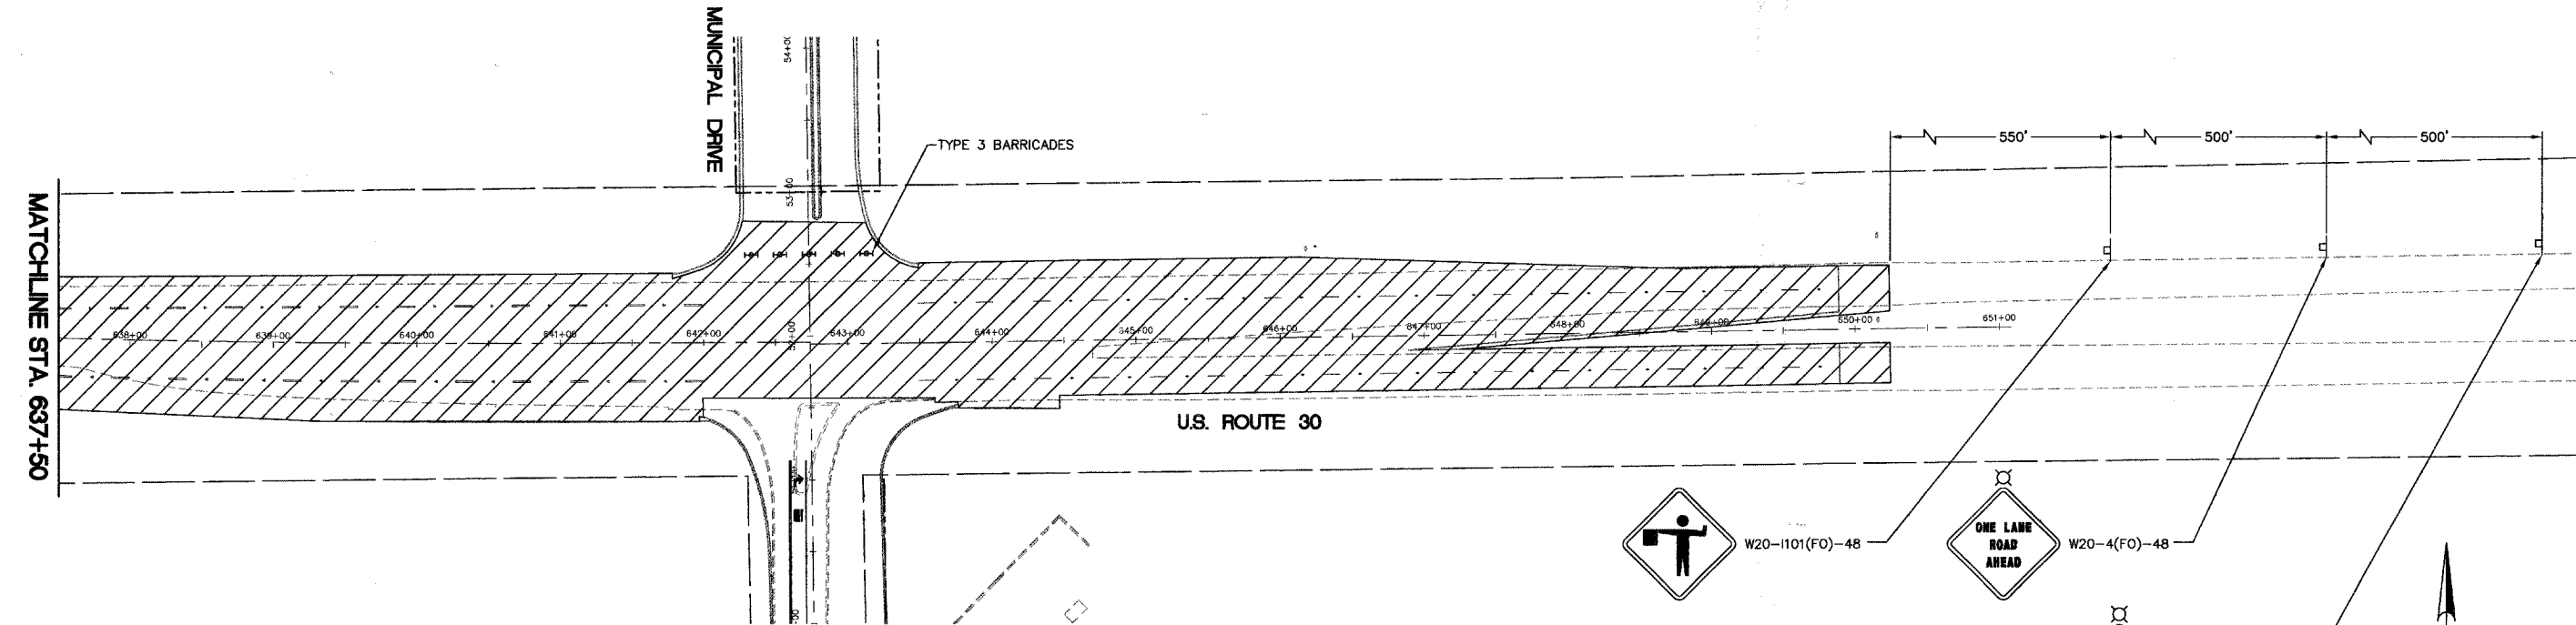 MUNICIPAL DRIVE
54+00
53+00
TYPE 3 BARRICADES
550'
500'
500'
MATCHLINE STA. 637+50
638+00
639+00
640+00
641+00
642+00
52+00
643+00
644+00
645+00
646+00
647+00
648+00
649+00
650+00
651+00
U.S. ROUTE 30
W20-I101(FO)-48
ONE LANE
ROAD
AHEAD
W20-4(FO)-48